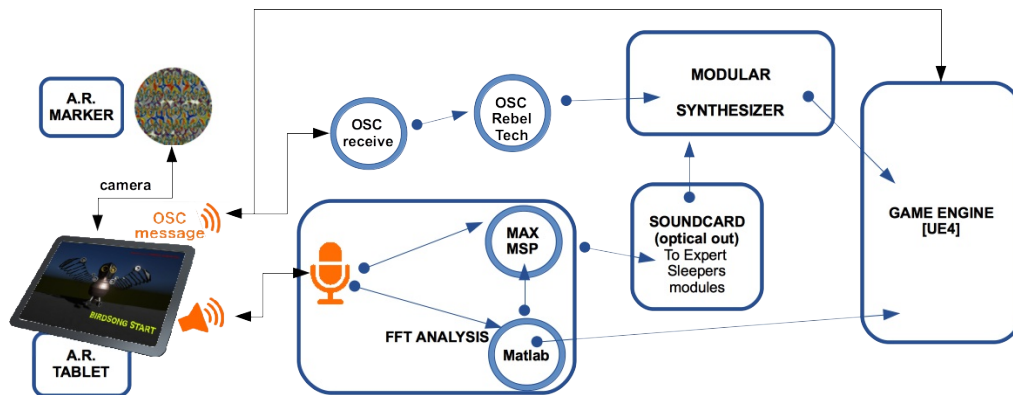 A.R.
MARKER
camera
OSC
message
BIRDSONG START
A.R.
TABLET
OSC
receive
OSC
Rebel
Tech
MODULAR
SYNTHESIZER
MAX
MSP
FFT ANALYSIS
Matlab
SOUNDCARD
(optical out)
To Expert
Sleepers
modules
GAME ENGINE
[UE4]